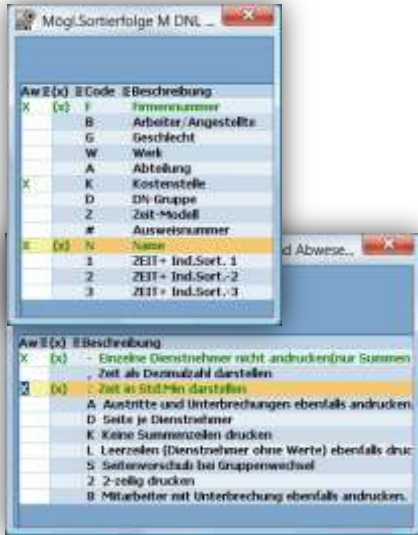 Mögl.Sortierfolge M DNL ...
Aw (x) Code Beschreibung
X (x) F Firmennummer
B Arbeiter/Angestellte
G Geschlecht
W Werk
A Abteilung
X K Kostenstelle
D DN-Gruppe
Z Zeit-Modell
# Ausweisnummer
X (x) N Name
1 ZEIT+ Ind.Sort. 1
2 ZEIT+ Ind.Sort.-2
3 ZEIT+ Ind.Sort.-3
d Abwese...
Aw (x) Beschreibung
X (x) - Einzelne Dienstnehmer nicht andrucken(nur Summen
, Zeit als Dezimalzahl darstellen
X (x) : Zeit in Std:Min darstellen
A Austritte und Unterbrechungen ebenfalls andrucken.
D Seite je Dienstnehmer
K Keine Summenzeilen drucken
L Leerzeilen (Dienstnehmer ohne Werte) ebenfalls druc
S Seitenvorschub bei Gruppenwechsel
2 2-zeilig drucken
8 Mitarbeiter mit Unterbrechung ebenfalls andrucken.